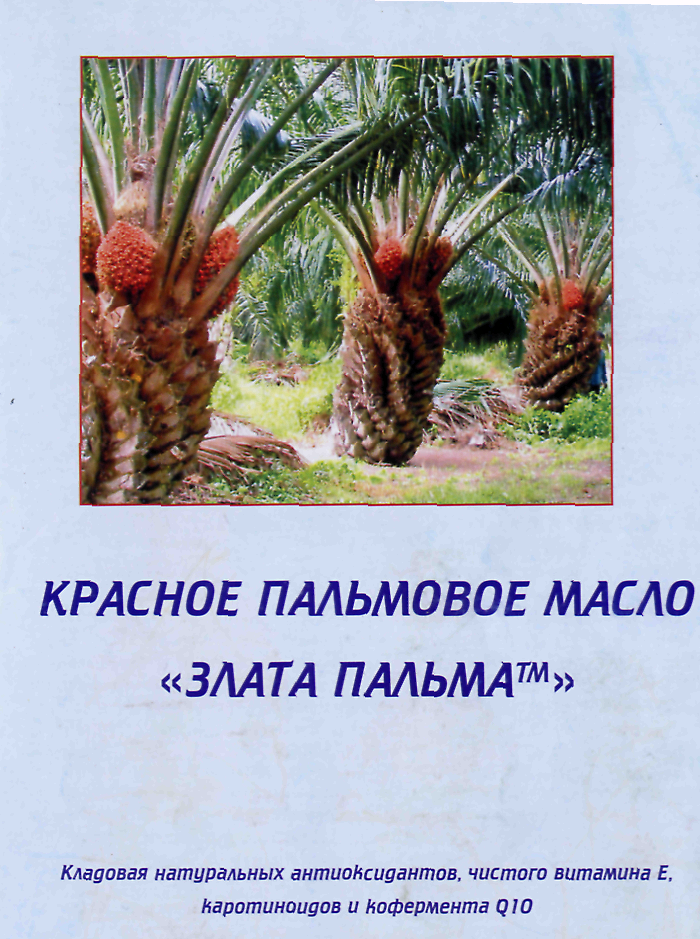 КРАСНОЕ ПАЛЬМОВОЕ МАСЛО
«ЗЛАТА ПАЛЬМА™»
Кладовая натуральных антиоксидантов, чистого витамина Е,
каротиноидов и кофермента Q10